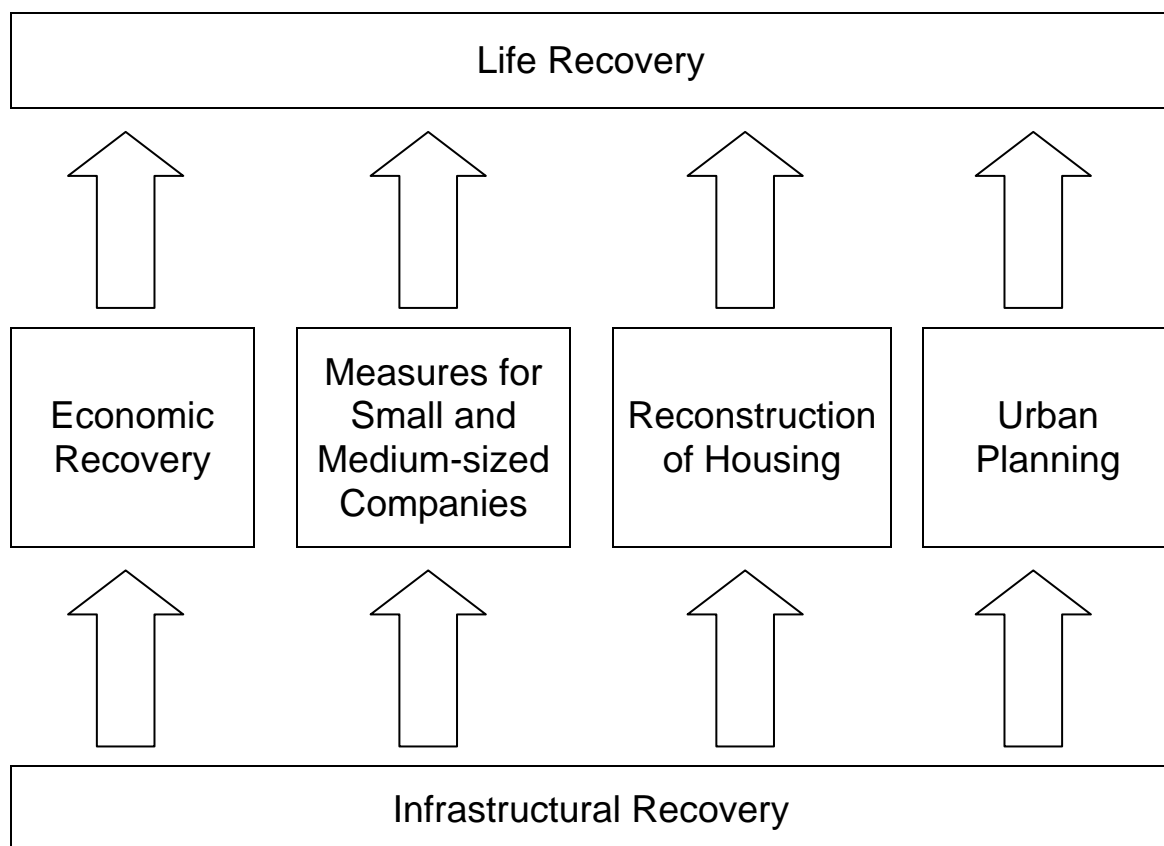 Life Recovery
Economic
Recovery
Measures for
Small and
Medium-sized
Companies
Reconstruction
of Housing
Urban
Planning
Infrastructural Recovery